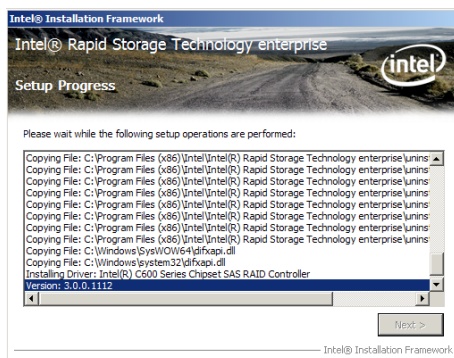 Intel® Installation Framework
Intel® Rapid Storage Technology enterprise
intel
Setup Progress
Please wait while the following setup operations are performed:
Copying File: C:\Program Files (x86)\Intel\Intel(R) Rapid Storage Technology enterprise\unins
Copying File: C:\Program Files (x86)\Intel\Intel(R) Rapid Storage Technology enterprise\unins
Copying File: C:\Program Files (x86)\Intel\Intel(R) Rapid Storage Technology enterprise\unins
Copying File: C:\Program Files (x86)\Intel\Intel(R) Rapid Storage Technology enterprise\unins
Copying File: C:\Program Files (x86)\Intel\Intel(R) Rapid Storage Technology enterprise\unins
Copying File: C:\Program Files (x86)\Intel\Intel(R) Rapid Storage Technology enterprise\unins
Copying File: C:\Program Files (x86)\Intel\Intel(R) Rapid Storage Technology enterprise\unins
Copying File: C:\Program Files (x86)\Intel\Intel(R) Rapid Storage Technology enterprise\unins
Copying File: C:\Windows\SysWOW64\difxapi.dll
Copying File: C:\Windows\system32\difxapi.dll
Installing Driver: Intel(R) C600 Series Chipset SAS RAID Controller
Version: 3.0.0.1112
Next >
Intel® Installation Framework